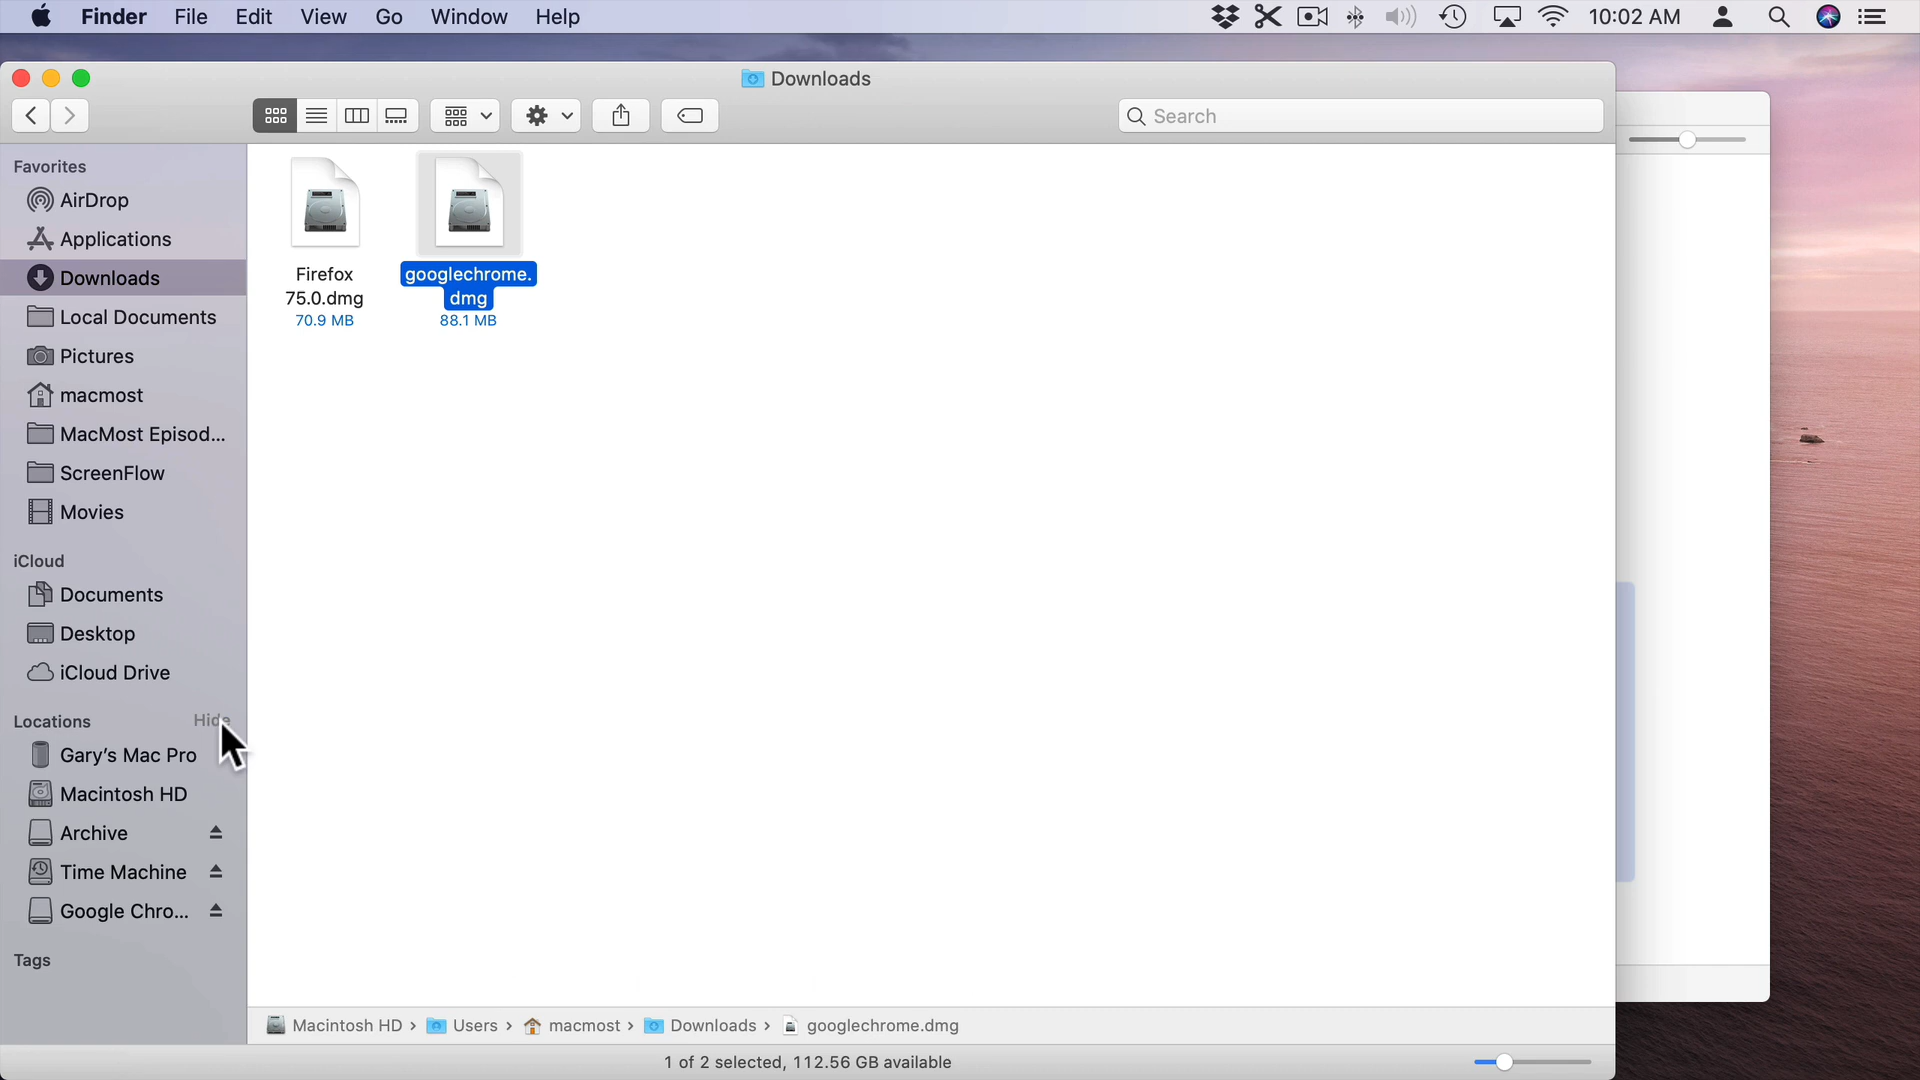 Finder File Edit View Go Window Help 10:02 AM
Downloads
Search
Favorites
AirDrop
Applications
Downloads
Local Documents
Pictures
macmost
MacMost Episod...
ScreenFlow
Movies
iCloud
Documents
Desktop
iCloud Drive
Locations Hide
Gary's Mac Pro
Macintosh HD
Archive
Time Machine
Google Chro...
Tags
Firefox
75.0.dmg
70.9 MB
googlechrome.
dmg
88.1 MB
Macintosh HD › Users › macmost › Downloads › googlechrome.dmg
1 of 2 selected, 112.56 GB available